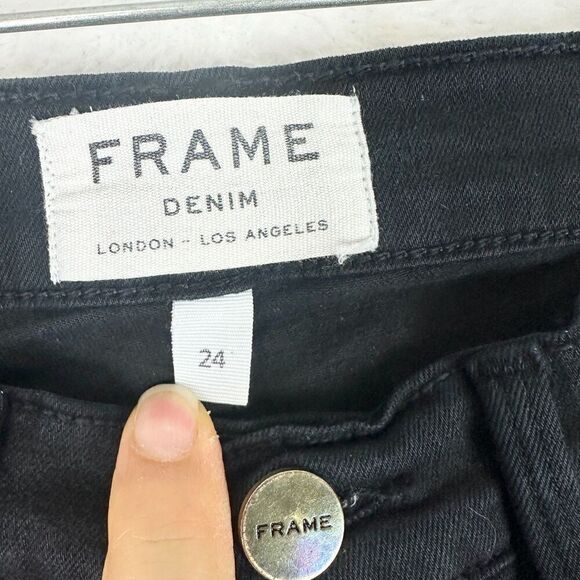 FRAME
DENIM
LONDON - LOS ANGELES
24
FRAME